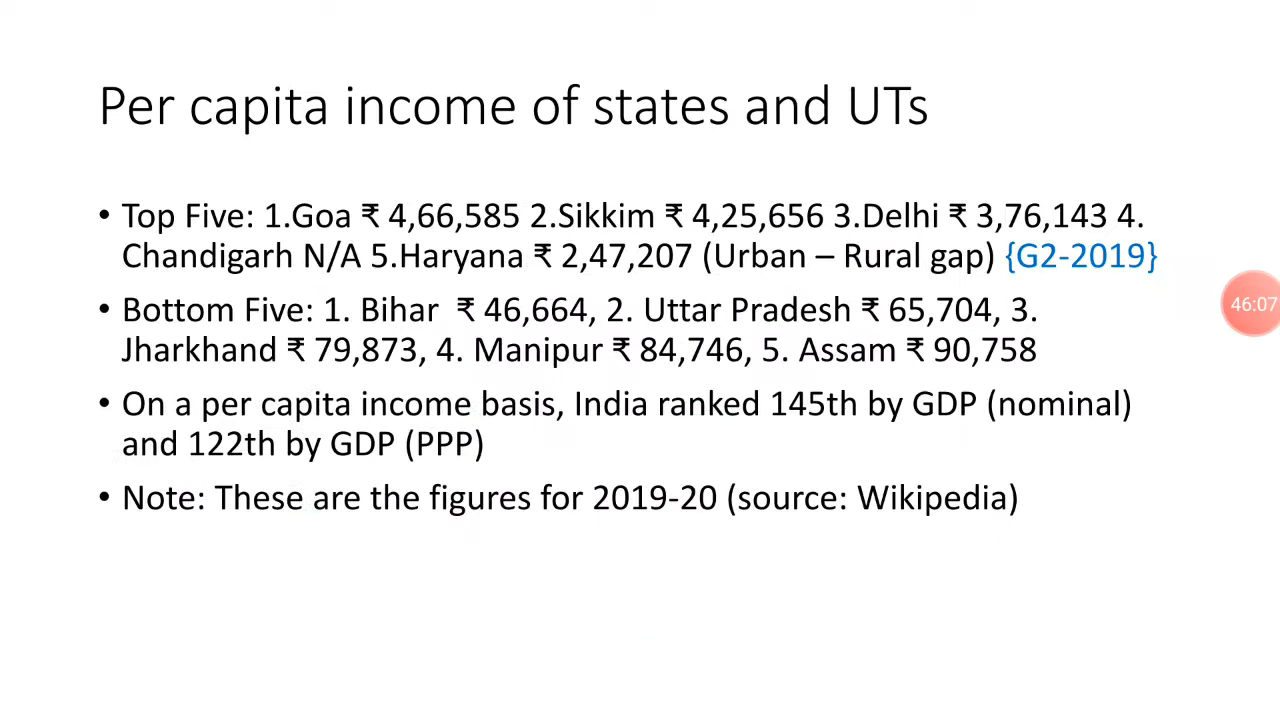 Per capita income of states and UTs
• Top Five: 1.Goa ₹ 4,66,585 2.Sikkim ₹ 4,25,656 3.Delhi ₹ 3,76,143 4.
Chandigarh N/A 5.Haryana ₹ 2,47,207 (Urban – Rural gap) {G2-2019}
46:07
• Bottom Five: 1. Bihar  ₹ 46,664, 2. Uttar Pradesh ₹ 65,704, 3.
Jharkhand ₹ 79,873, 4. Manipur ₹ 84,746, 5. Assam ₹ 90,758
• On a per capita income basis, India ranked 145th by GDP (nominal)
and 122th by GDP (PPP)
• Note: These are the figures for 2019-20 (source: Wikipedia)